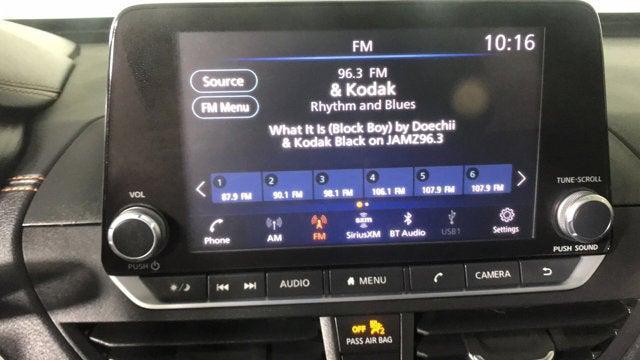 FM
10:16
Source
96.3 FM
& Kodak
FM Menu
Rhythm and Blues
What It Is (Block Boy) by Doechii
& Kodak Black on JAMZ96.3
1 2 3 4 5 6
87.9 FM 90.1 FM 98.1 FM 106.1 FM 107.9 FM 107.9 FM
VOL
TUNE-SCROLL
sxm
Phone AM FM SiriusXM BT Audio USB1 Settings
PUSH
PUSH SOUND
AUDIO MENU CAMERA
OFF 2
PASS AIR BAG